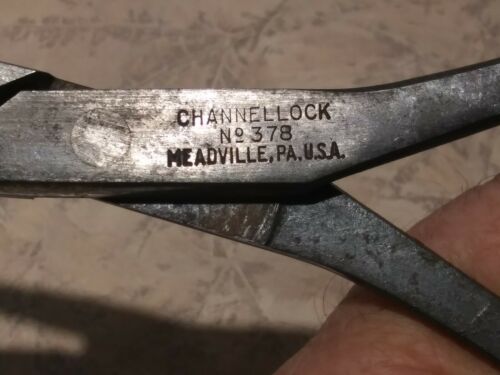 CHANNELLOCK
No 378
MEADVILLE, PA. U.S.A.